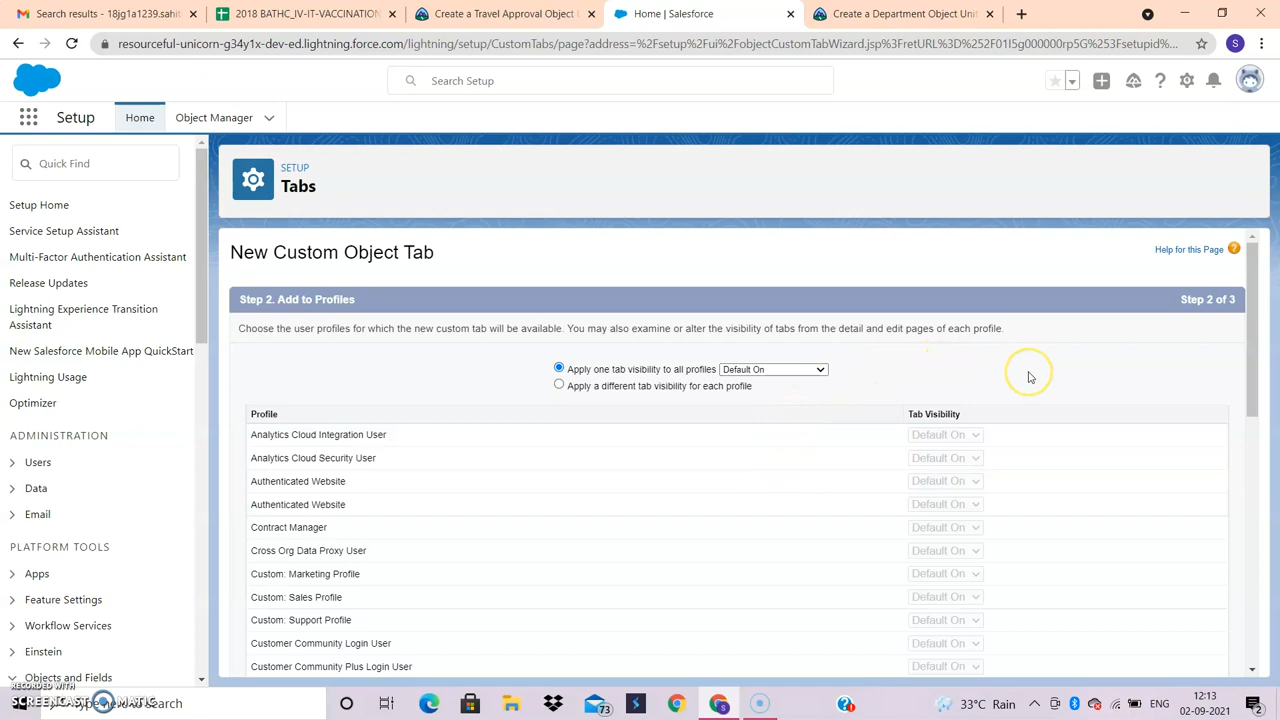 Search results - 18jg1a1239.sahit
2018 BATHC_IV-IT-VACCINATION
Create a Travel Approval Object
Home | Salesforce
Create a Department Object Unit
resourceful-unicorn-g34y1x-dev-ed.lightning.force.com/lightning/setup/CustomTabs/page?address=%2Fsetup%2Fui%2FobjectCustomTabWizard.jsp%3FretURL%3D%252F01I5g000000rp5G%253Fsetupid%...
S
Search Setup
Setup
Home
Object Manager
Quick Find
Setup Home
Service Setup Assistant
Multi-Factor Authentication Assistant
Release Updates
Lightning Experience Transition
Assistant
New Salesforce Mobile App QuickStart
Lightning Usage
Optimizer
ADMINISTRATION
Users
Data
Email
PLATFORM TOOLS
Apps
Feature Settings
Workflow Services
Einstein
Objects and Fields
SETUP
Tabs
New Custom Object Tab
Help for this Page
Step 2. Add to Profiles
Step 2 of 3
Choose the user profiles for which the new custom tab will be available. You may also examine or alter the visibility of tabs from the detail and edit pages of each profile.
Apply one tab visibility to all profiles Default On
Apply a different tab visibility for each profile
Profile Tab Visibility
Analytics Cloud Integration User Default On
Analytics Cloud Security User Default On
Authenticated Website Default On
Authenticated Website Default On
Contract Manager Default On
Cross Org Data Proxy User Default On
Custom: Marketing Profile Default On
Custom: Sales Profile Default On
Custom: Support Profile Default On
Customer Community Login User Default On
Customer Community Plus Login User Default On
RECORDED WITH
SCREENCAST MATIC
here to search
73
33°C Rain
ENG
12:13
02-09-2021
2